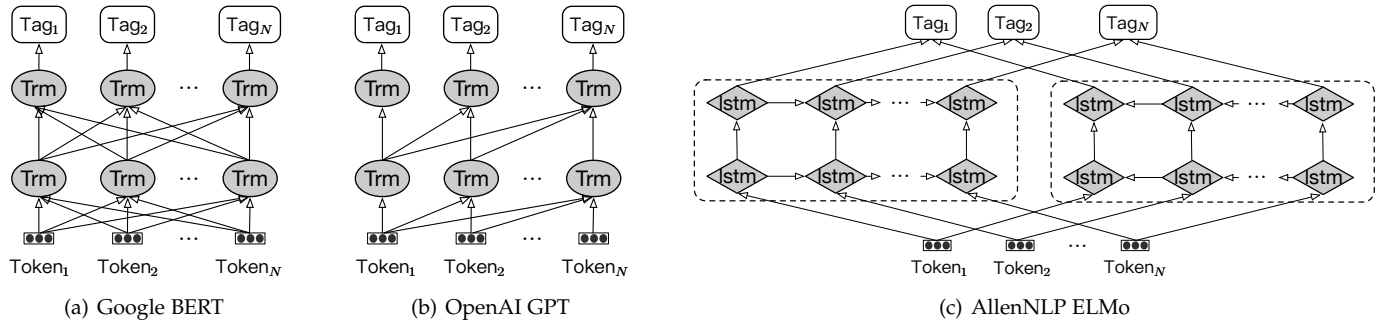 Tag1 Tag2 TagN Tag1 Tag2 TagN Tag1 Tag2 TagN
Trm Trm ··· Trm Trm Trm ··· Trm lstm lstm ··· lstm lstm lstm ··· lstm
Trm Trm ··· Trm Trm Trm ··· Trm lstm lstm ··· lstm lstm lstm ··· lstm
··· ··· ···
Token1 Token2 TokenN Token1 Token2 TokenN Token1 Token2 TokenN
(a) Google BERT (b) OpenAI GPT (c) AllenNLP ELMo